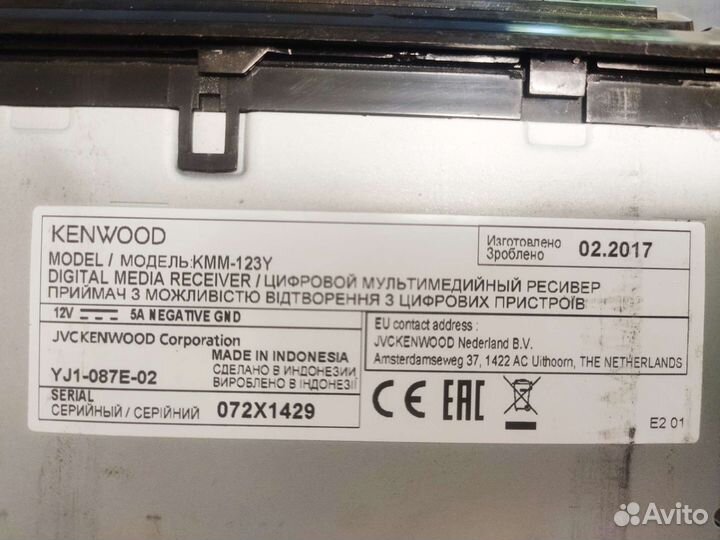 KENWOOD
MODEL / МОДЕЛЬ:KMM-123Y
DIGITAL MEDIA RECEIVER / ЦИФРОВОЙ МУЛЬТИМЕДИЙНЫЙ РЕСИВЕР
ПРИЙМАЧ З МОЖЛИВІСТЮ ВІДТВОРЕННЯ З ЦИФРОВИХ ПРИСТРОЇВ
Изготовлено
Зроблено
02.2017
12V 5A NEGATIVE GND
JVCKENWOOD Corporation
MADE IN INDONESIA
СДЕЛАНО В ИНДОНЕЗИИ
ВИРОБЛЕНО В ІНДОНЕЗІЇ
YJ1-087E-02
SERIAL
СЕРИЙНЫЙ / СЕРІЙНИЙ 072X1429
EU contact address :
JVCKENWOOD Nederland B.V.
Amsterdamseweg 37, 1422 AC Uithoorn, THE NETHERLANDS
CE EAC
E2 01
Avito